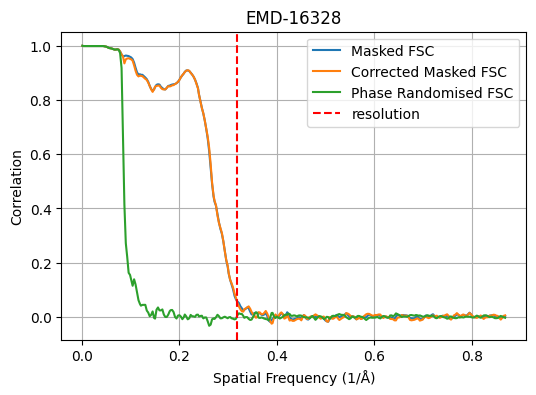 EMD-16328
Masked FSC
Corrected Masked FSC
Phase Randomised FSC
resolution
Correlation
1.0
0.8
0.6
0.4
0.2
0.0
0.0 0.2 0.4 0.6 0.8
Spatial Frequency (1/Å)